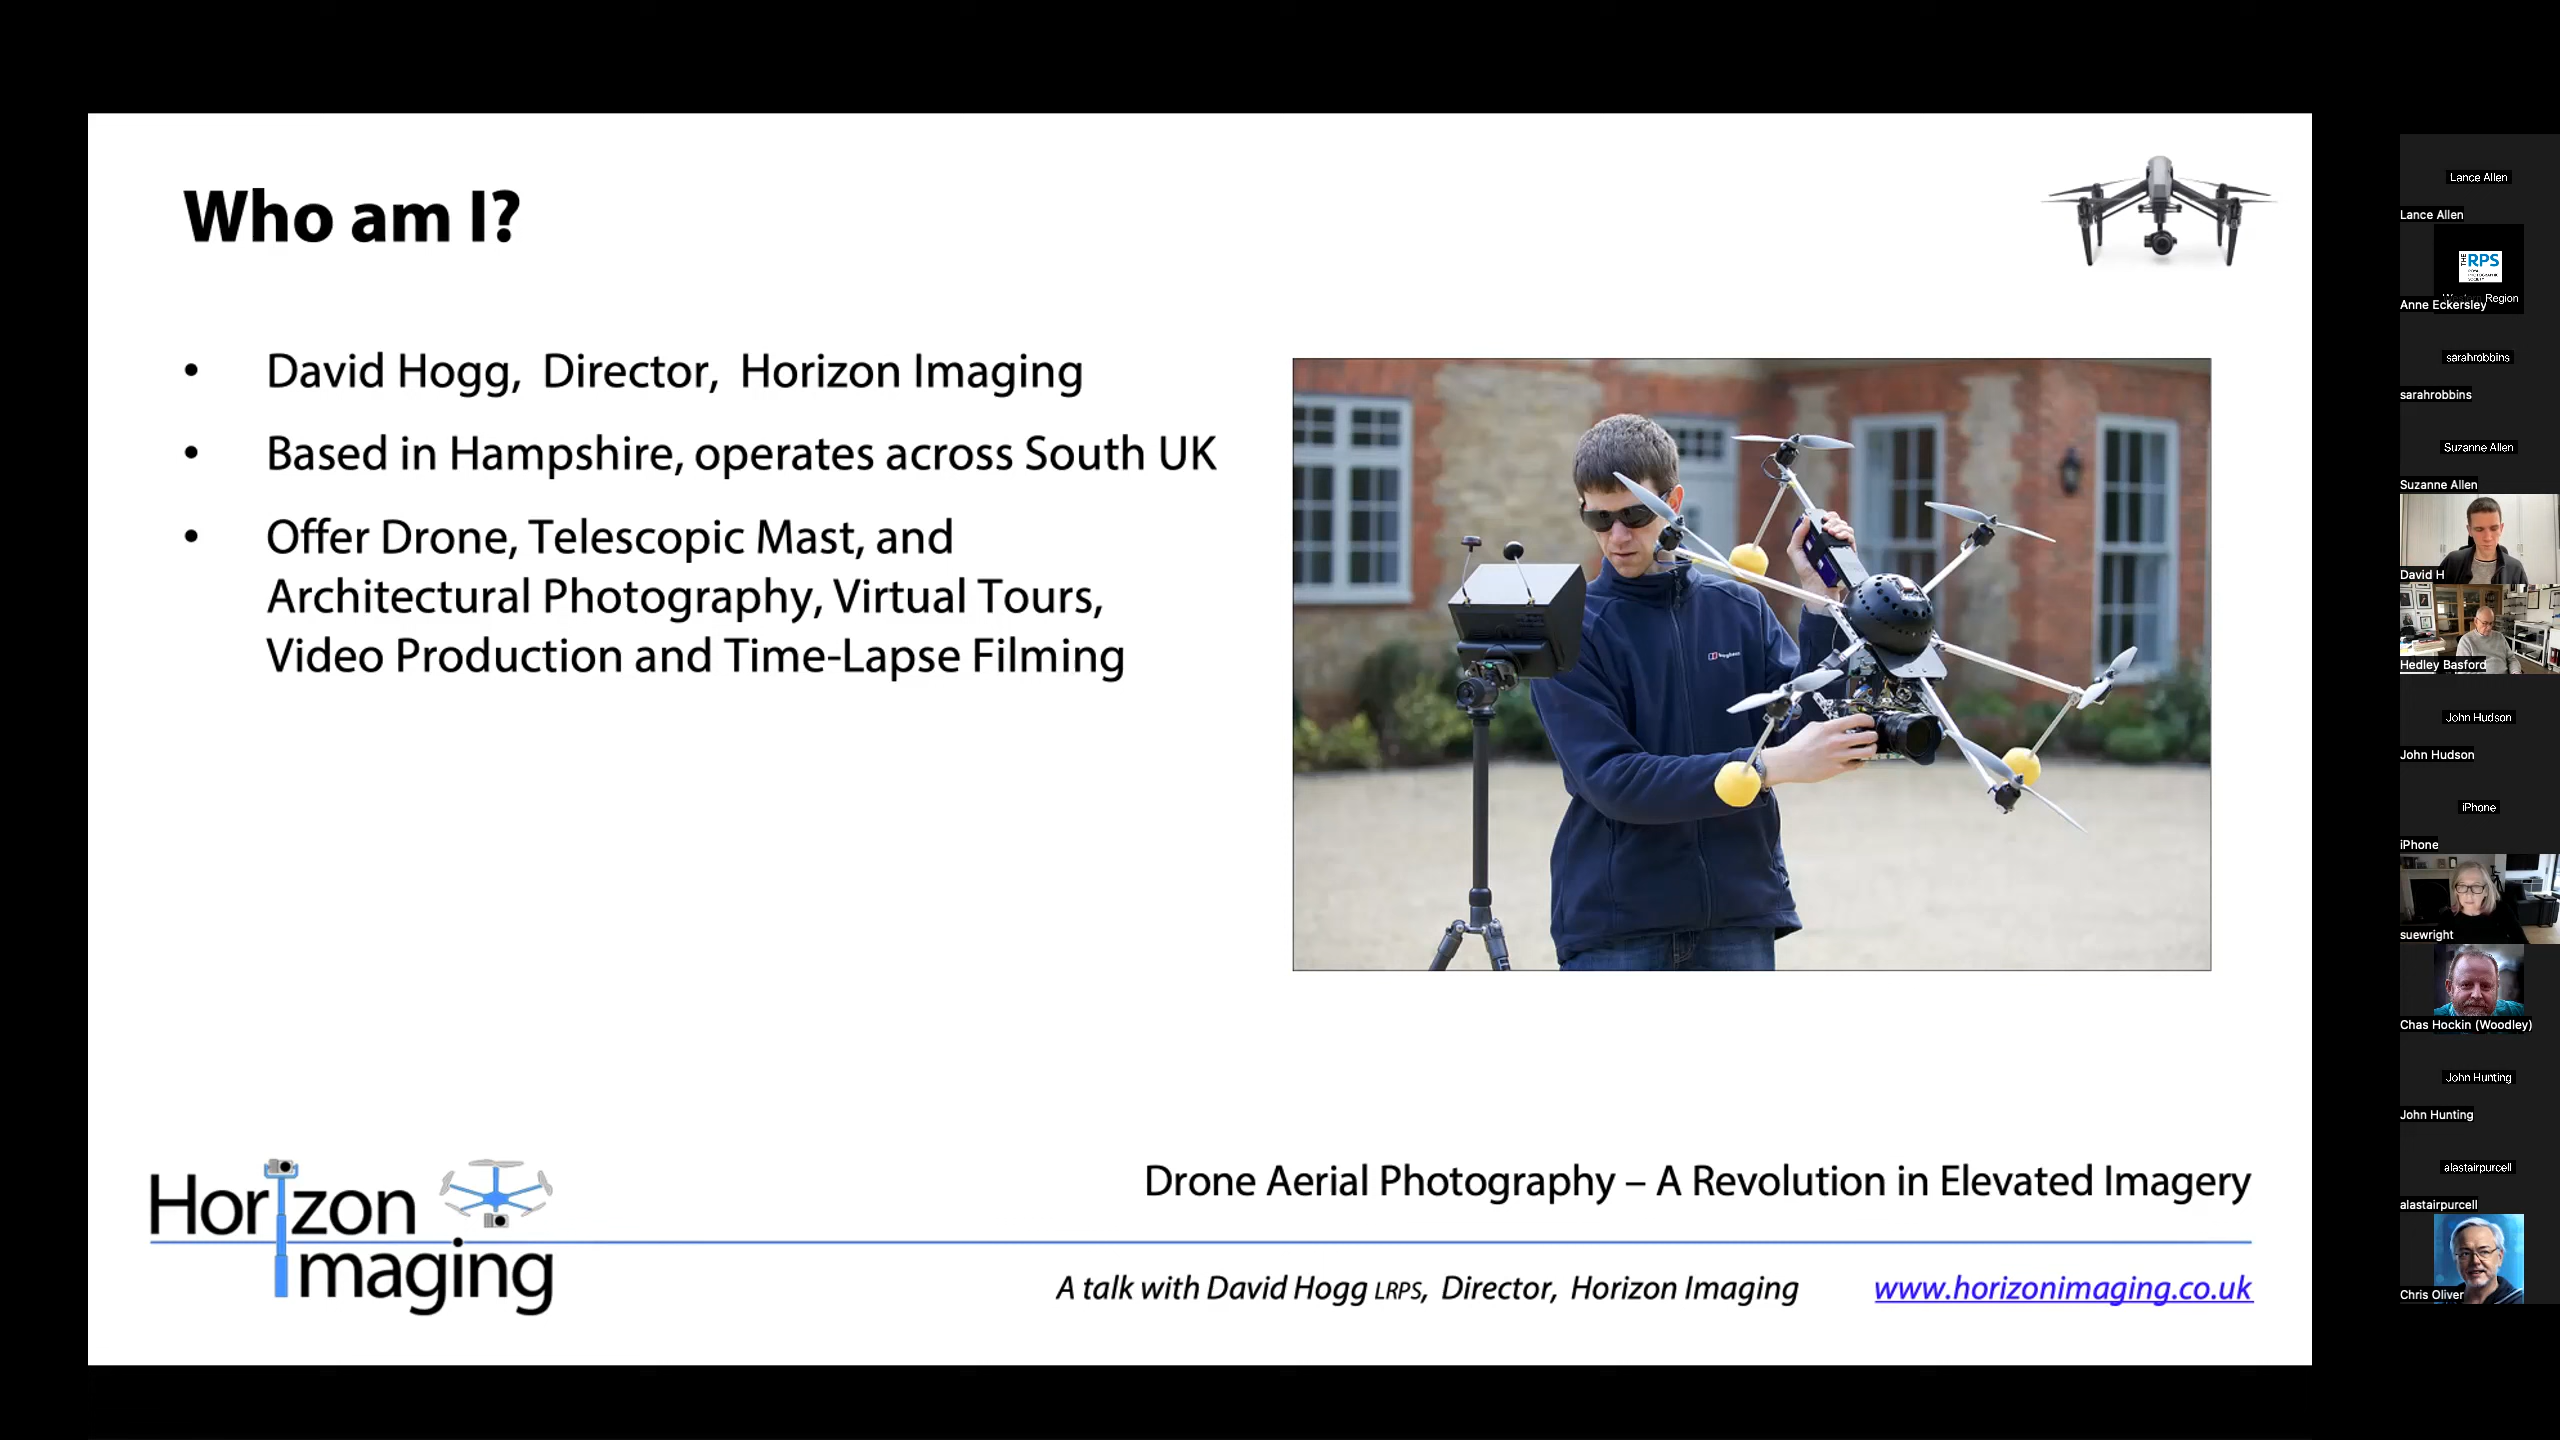 Who am I?
• David Hogg, Director, Horizon Imaging
• Based in Hampshire, operates across South UK
• Offer Drone, Telescopic Mast, and
Architectural Photography, Virtual Tours,
Video Production and Time-Lapse Filming
Horizon
Imaging
Drone Aerial Photography – A Revolution in Elevated Imagery
A talk with David Hogg LRPS, Director, Horizon Imaging www.horizonimaging.co.uk
Lance Allen
Lance Allen
THE RPS
Region
Anne Eckersley
sarahrobbins
sarahrobbins
Suzanne Allen
Suzanne Allen
David H
Hedley Basford
John Hudson
John Hudson
iPhone
iPhone
suewright
Chas Hockin (Woodley)
John Hunting
John Hunting
alastairpurcell
alastairpurcell
Chris Oliver